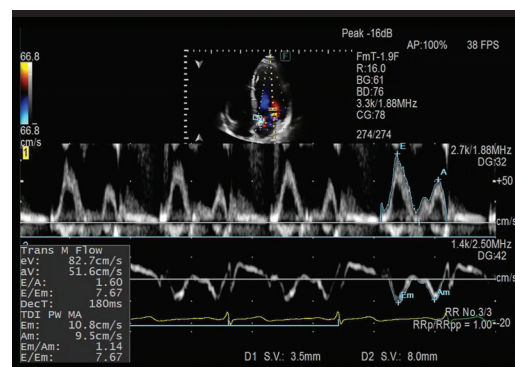 Peak -16dB
AP:100% 38 FPS
66.8
66.8
cm/s
F
FmT-1.9F
R:16.0
BG:61
BD:76
3.3k/1.88MHz
CG:78
274/274
1
2.7k/1.88MHz
DG:32
E
A
+50
cm/s
1.4k/2.50MHz
DG:42
cm/s
Em
Am
-20
Trans M Flow
eV: 82.7cm/s
aV: 51.6cm/s
E/A: 1.60
E/Em: 7.67
DecT: 180ms
TDI PW MA
Em: 10.8cm/s
Am: 9.5cm/s
Em/Am: 1.14
E/Em: 7.67
RR No.3/3
RRp/RRpp = 1.00
D1 S.V.: 3.5mm D2 S.V.: 8.0mm